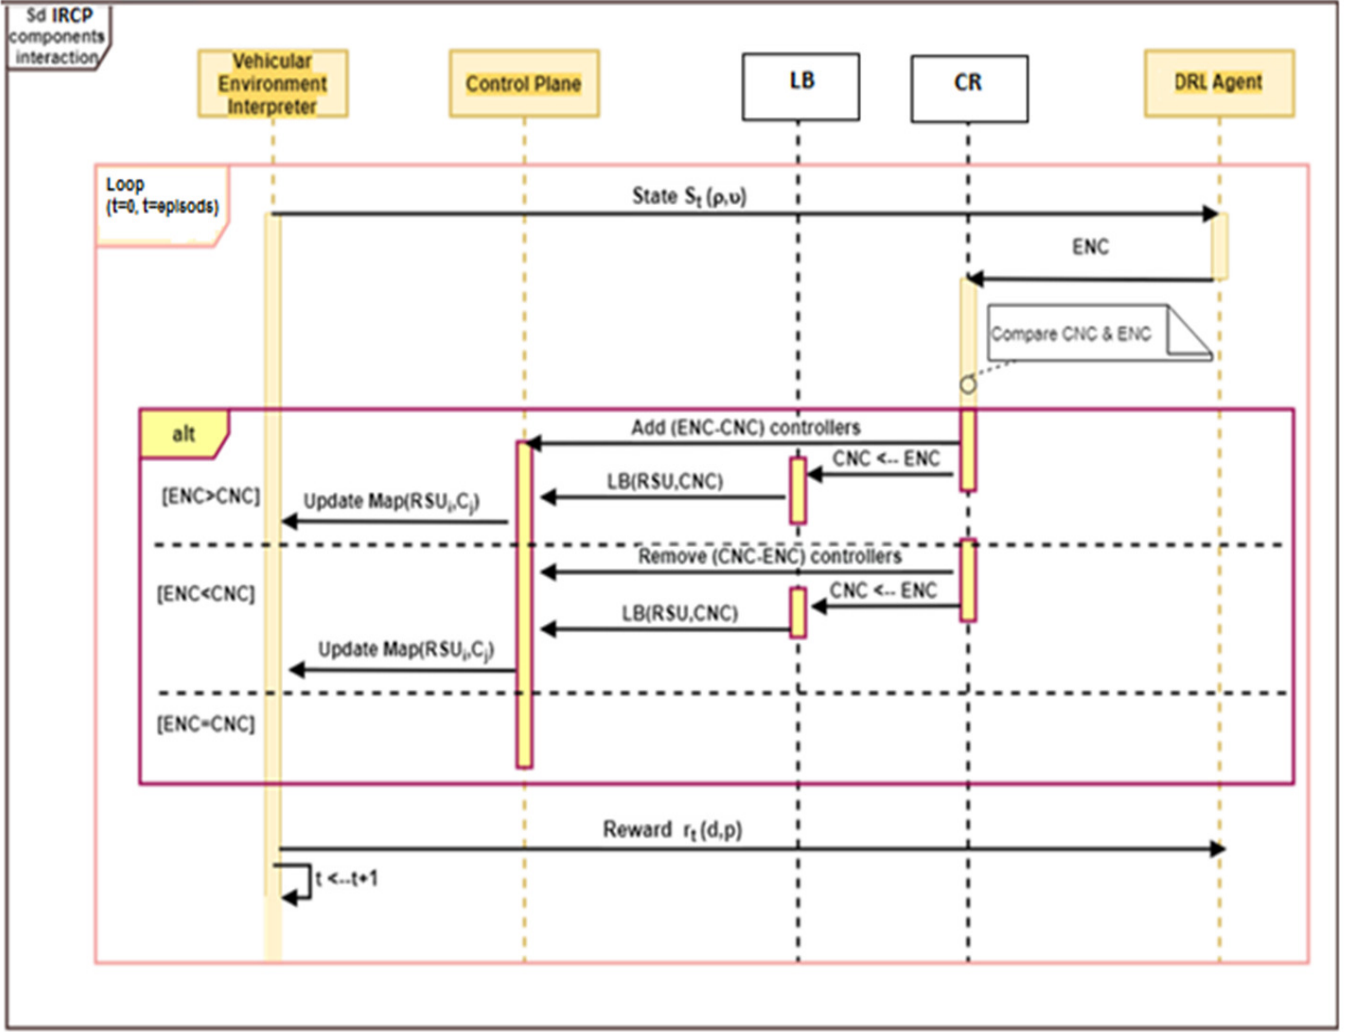 Sd IRCP
components
interaction
Vehicular
Environment
Interpreter
Control Plane
LB
CR
DRL Agent
Loop
(t=0, t=episods)
State Sₜ (ρ,υ)
ENC
Compare CNC & ENC
alt
Add (ENC-CNC) controllers
CNC <-- ENC
[ENC>CNC]
LB(RSU,CNC)
Update Map(RSUᵢ,Cⱼ)
Remove (CNC-ENC) controllers
[ENC<CNC]
CNC <-- ENC
LB(RSU,CNC)
Update Map(RSUᵢ,Cⱼ)
[ENC=CNC]
Reward rₜ (d,p)
t <--t+1